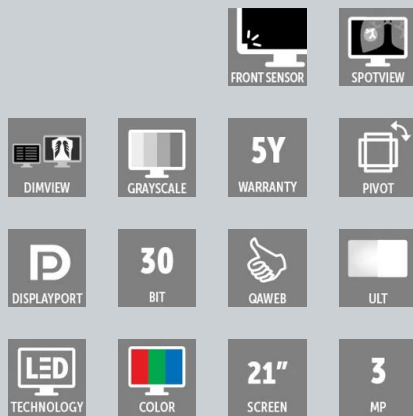 FRONT SENSOR
SPOTVIEW
DIMVIEW
GRAYSCALE
5Y
WARRANTY
PIVOT
DISPLAYPORT
30
BIT
QAWEB
ULT
LED
TECHNOLOGY
COLOR
21"
SCREEN
3
MP